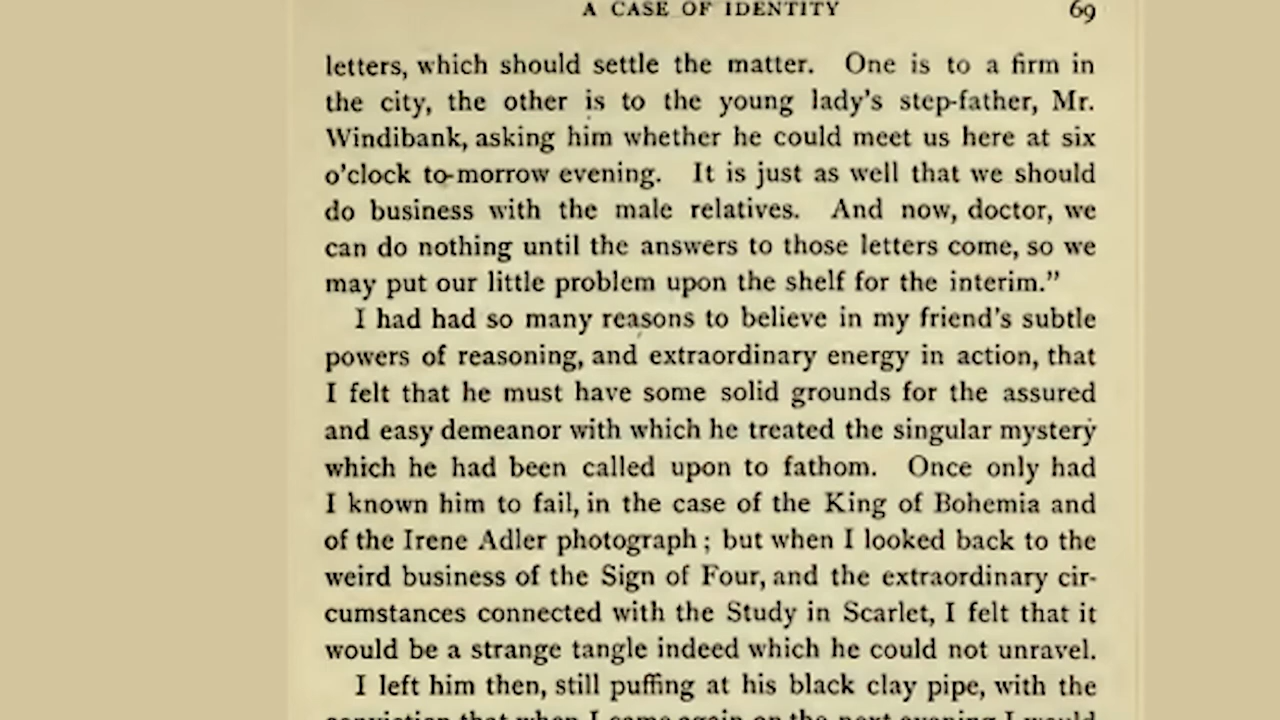 A CASE OF IDENTITY 69
letters, which should settle the matter. One is to a firm in
the city, the other is to the young lady's step-father, Mr.
Windibank, asking him whether he could meet us here at six
o'clock to-morrow evening. It is just as well that we should
do business with the male relatives. And now, doctor, we
can do nothing until the answers to those letters come, so we
may put our little problem upon the shelf for the interim.”
I had had so many reasons to believe in my friend's subtle
powers of reasoning, and extraordinary energy in action, that
I felt that he must have some solid grounds for the assured
and easy demeanor with which he treated the singular mystery
which he had been called upon to fathom. Once only had
I known him to fail, in the case of the King of Bohemia and
of the Irene Adler photograph; but when I looked back to the
weird business of the Sign of Four, and the extraordinary cir-
cumstances connected with the Study in Scarlet, I felt that it
would be a strange tangle indeed which he could not unravel.
I left him then, still puffing at his black clay pipe, with the
conviction that when I came again on the next evening I would